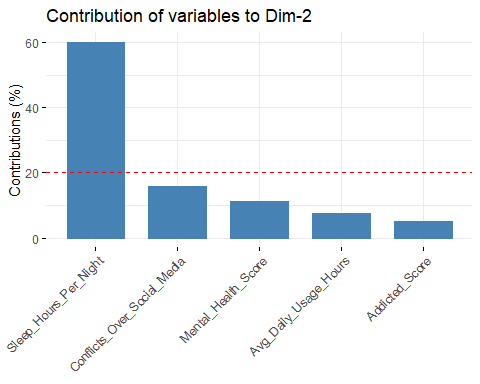 Contribution of variables to Dim-2
Contributions (%)
60
40
20
0
Sleep_Hours_Per_Night
Conflicts_Over_Social_Media
Mental_Health_Score
Avg_Daily_Usage_Hours
Addicted_Score